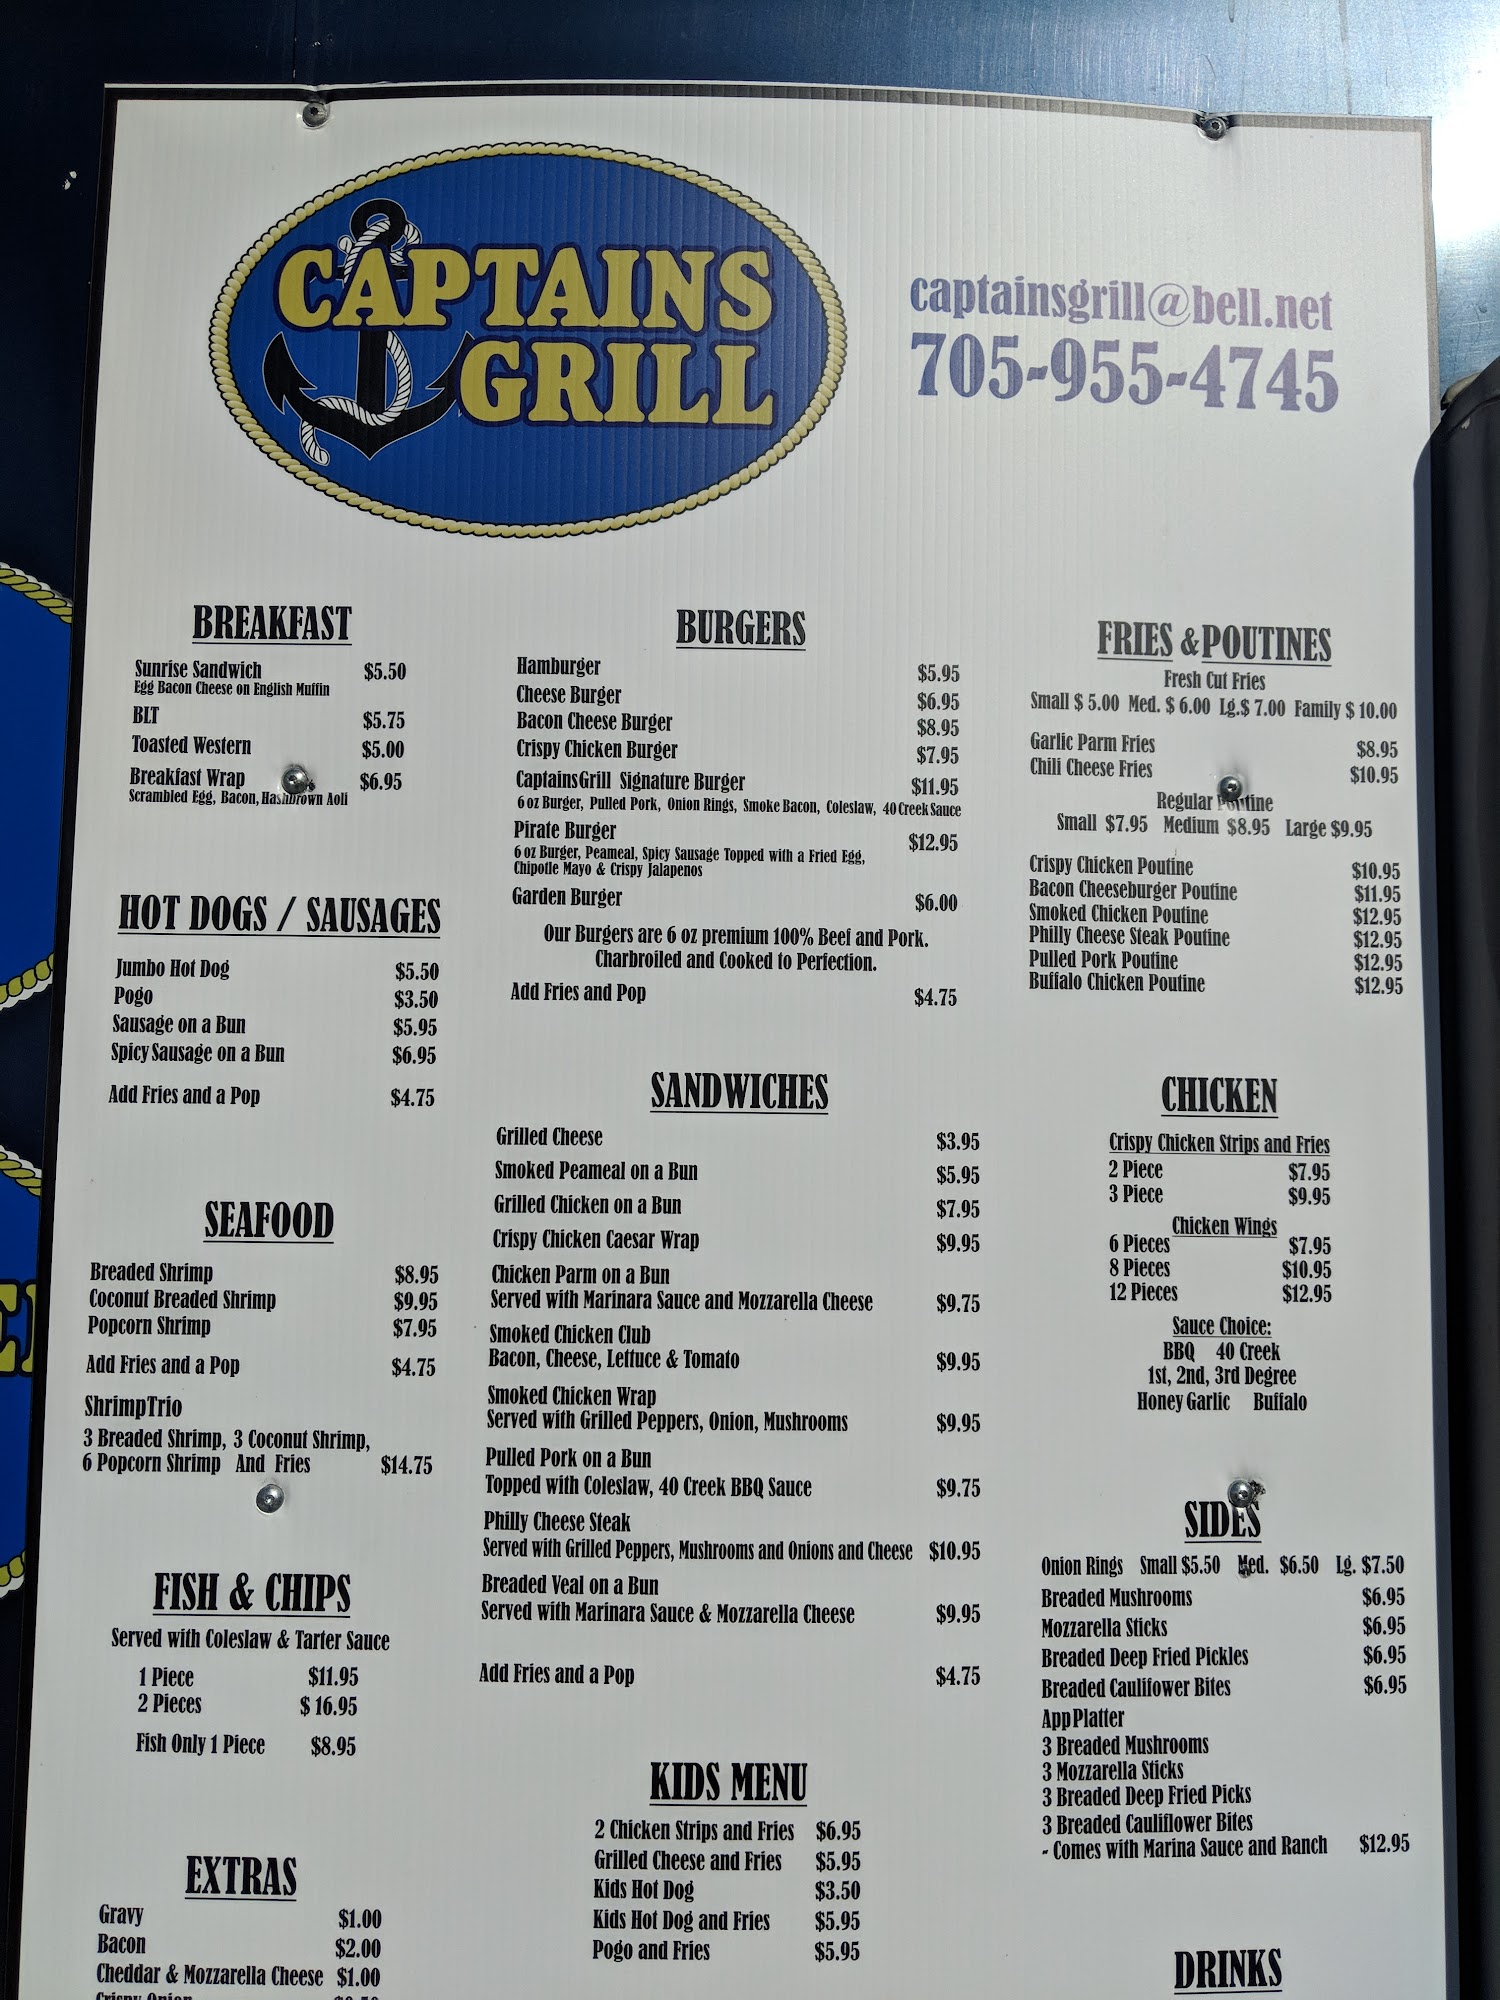 CAPTAINS
GRILL
captainsgrill@bell.net
705-955-4745
BREAKFAST
Sunrise Sandwich $5.50
Egg Bacon Cheese on English Muffin
BLT $5.75
Toasted Western $5.00
Breakfast Wrap $6.95
Scrambled Egg, Bacon, Hashbrown Aoli
HOT DOGS / SAUSAGES
Jumbo Hot Dog $5.50
Pogo $3.50
Sausage on a Bun $5.95
Spicy Sausage on a Bun $6.95
Add Fries and a Pop $4.75
SEAFOOD
Breaded Shrimp $8.95
Coconut Breaded Shrimp $9.95
Popcorn Shrimp $7.95
Add Fries and a Pop $4.75
ShrimpTrio
3 Breaded Shrimp, 3 Coconut Shrimp,
6 Popcorn Shrimp And Fries $14.75
FISH & CHIPS
Served with Coleslaw & Tarter Sauce
1 Piece $11.95
2 Pieces $ 16.95
Fish Only 1 Piece $8.95
EXTRAS
Gravy $1.00
Bacon $2.00
Cheddar & Mozzarella Cheese $1.00
Crispy Onion
BURGERS
Hamburger $5.95
Cheese Burger $6.95
Bacon Cheese Burger $8.95
Crispy Chicken Burger $7.95
CaptainsGrill Signature Burger $11.95
6 oz Burger, Pulled Pork, Onion Rings, Smoke Bacon, Coleslaw, 40 Creek Sauce
Pirate Burger $12.95
6 oz Burger, Peameal, Spicy Sausage Topped with a Fried Egg,
Chipotle Mayo & Crispy Jalapenos
Garden Burger $6.00
Our Burgers are 6 oz premium 100% Beef and Pork.
Charbroiled and Cooked to Perfection.
Add Fries and Pop $4.75
SANDWICHES
Grilled Cheese $3.95
Smoked Peameal on a Bun $5.95
Grilled Chicken on a Bun $7.95
Crispy Chicken Caesar Wrap $9.95
Chicken Parm on a Bun
Served with Marinara Sauce and Mozzarella Cheese $9.75
Smoked Chicken Club
Bacon, Cheese, Lettuce & Tomato $9.95
Smoked Chicken Wrap
Served with Grilled Peppers, Onion, Mushrooms $9.95
Pulled Pork on a Bun
Topped with Coleslaw, 40 Creek BBQ Sauce $9.75
Philly Cheese Steak
Served with Grilled Peppers, Mushrooms and Onions and Cheese $10.95
Breaded Veal on a Bun
Served with Marinara Sauce & Mozzarella Cheese $9.95
Add Fries and a Pop $4.75
KIDS MENU
2 Chicken Strips and Fries $6.95
Grilled Cheese and Fries $5.95
Kids Hot Dog $3.50
Kids Hot Dog and Fries $5.95
Pogo and Fries $5.95
FRIES & POUTINES
Fresh Cut Fries
Small $ 5.00 Med. $ 6.00 Lg.$ 7.00 Family $ 10.00
Garlic Parm Fries $8.95
Chili Cheese Fries $10.95
Regular Poutine
Small $7.95 Medium $8.95 Large $9.95
Crispy Chicken Poutine $10.95
Bacon Cheeseburger Poutine $11.95
Smoked Chicken Poutine $12.95
Philly Cheese Steak Poutine $12.95
Pulled Pork Poutine $12.95
Buffalo Chicken Poutine $12.95
CHICKEN
Crispy Chicken Strips and Fries
2 Piece $7.95
3 Piece $9.95
Chicken Wings
6 Pieces $7.95
8 Pieces $10.95
12 Pieces $12.95
Sauce Choice:
BBQ 40 Creek
1st, 2nd, 3rd Degree
Honey Garlic Buffalo
SIDES
Onion Rings Small $5.50 Med. $6.50 Lg. $7.50
Breaded Mushrooms $6.95
Mozzarella Sticks $6.95
Breaded Deep Fried Pickles $6.95
Breaded Caulifower Bites $6.95
App Platter
3 Breaded Mushrooms
3 Mozzarella Sticks
3 Breaded Deep Fried Picks
3 Breaded Cauliflower Bites
- Comes with Marina Sauce and Ranch $12.95
DRINKS